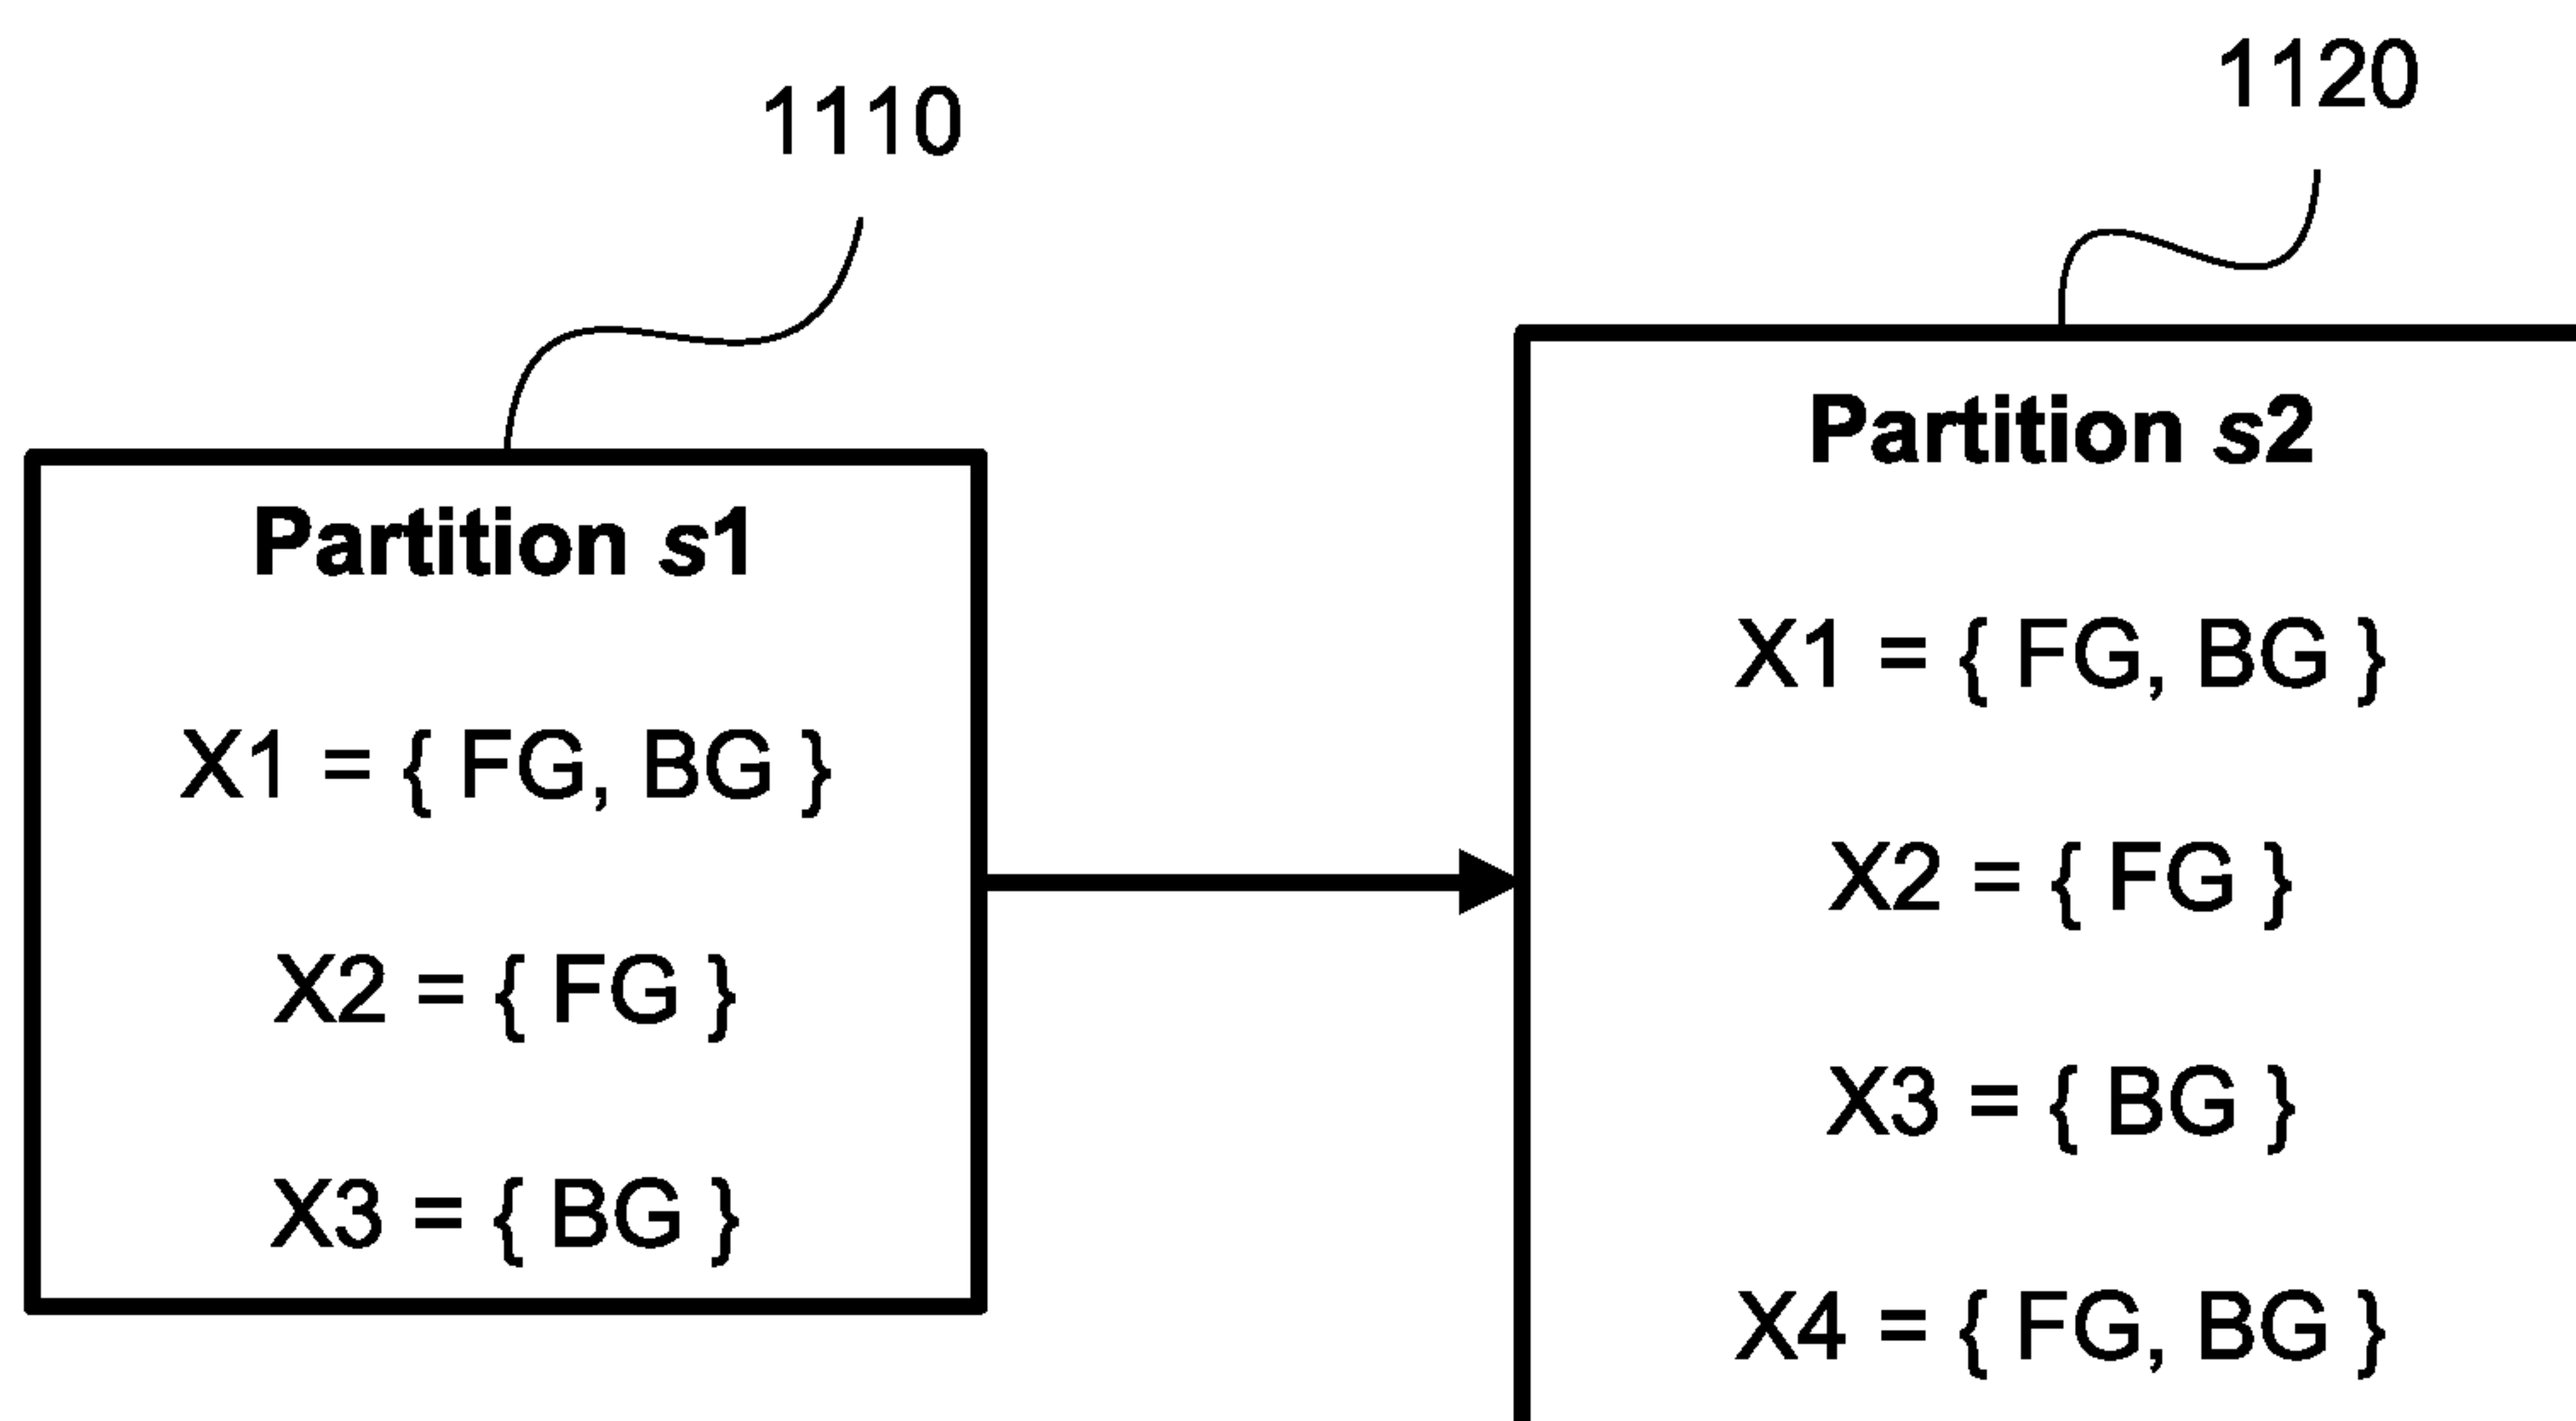 1110
Partition s1
X1 = { FG, BG }
X2 = { FG }
X3 = { BG }
1120
Partition s2
X1 = { FG, BG }
X2 = { FG }
X3 = { BG }
X4 = { FG, BG }